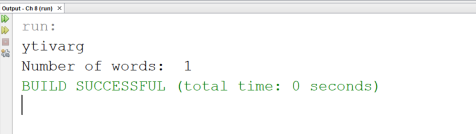 Output - Ch 8 (run) ×
run:
ytivarg
Number of words:  1
BUILD SUCCESSFUL (total time: 0 seconds)